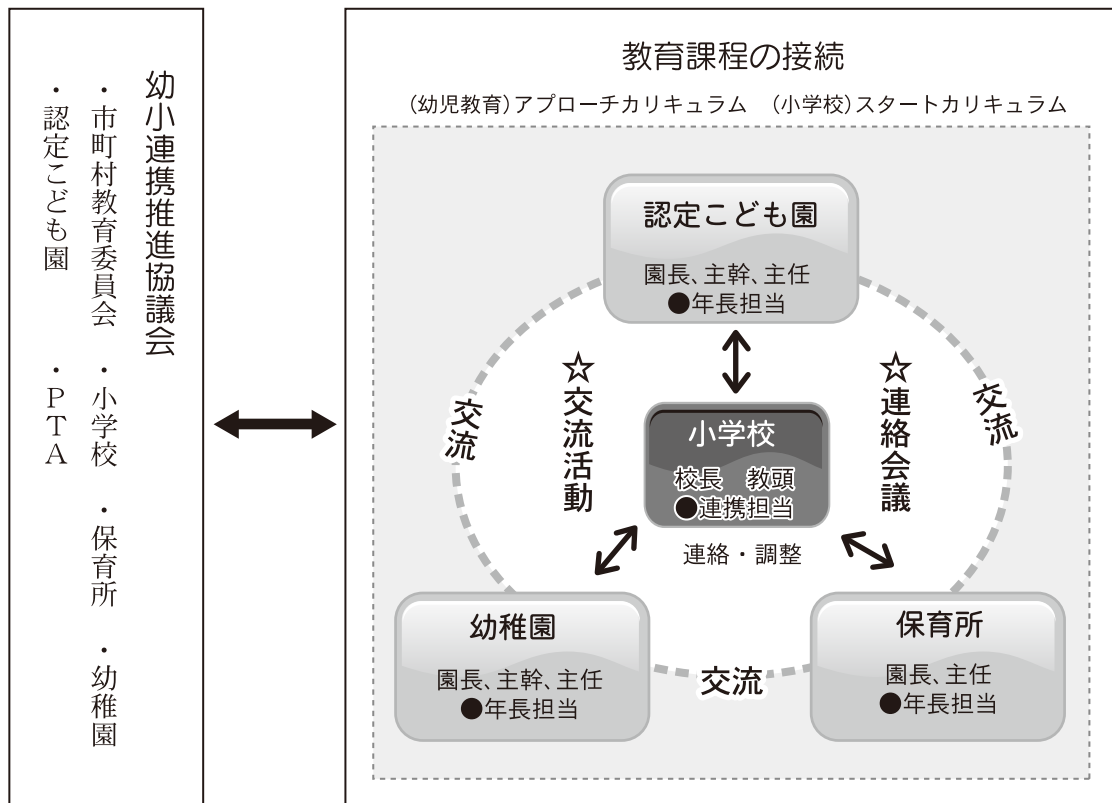 幼小連携推進協議会
・市町村教育委員会　・小学校　・保育所　・幼稚園
・認定こども園　・PTA
教育課程の接続
(幼児教育)アプローチカリキュラム　(小学校)スタートカリキュラム
認定こども園
園長、主幹、主任
●年長担当
交流
☆交流活動
☆連絡会議
交流
小学校
校長　教頭
●連携担当
連絡・調整
幼稚園
園長、主幹、主任
●年長担当
交流
保育所
園長、主任
●年長担当